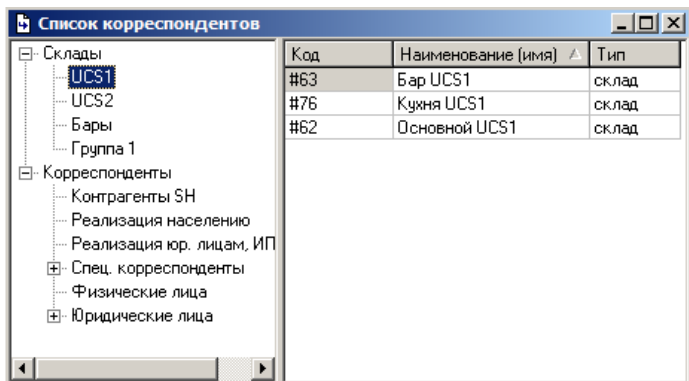 Список корреспондентов
Склады
UCS1
UCS2
Бары
Группа 1
Корреспонденты
Контрагенты SH
Реализация населению
Реализация юр. лицам, ИП
Спец. корреспонденты
Физические лица
Юридические лица
Код Наименование (имя) Тип
#63 Бар UCS1 склад
#76 Кухня UCS1 склад
#62 Основной UCS1 склад